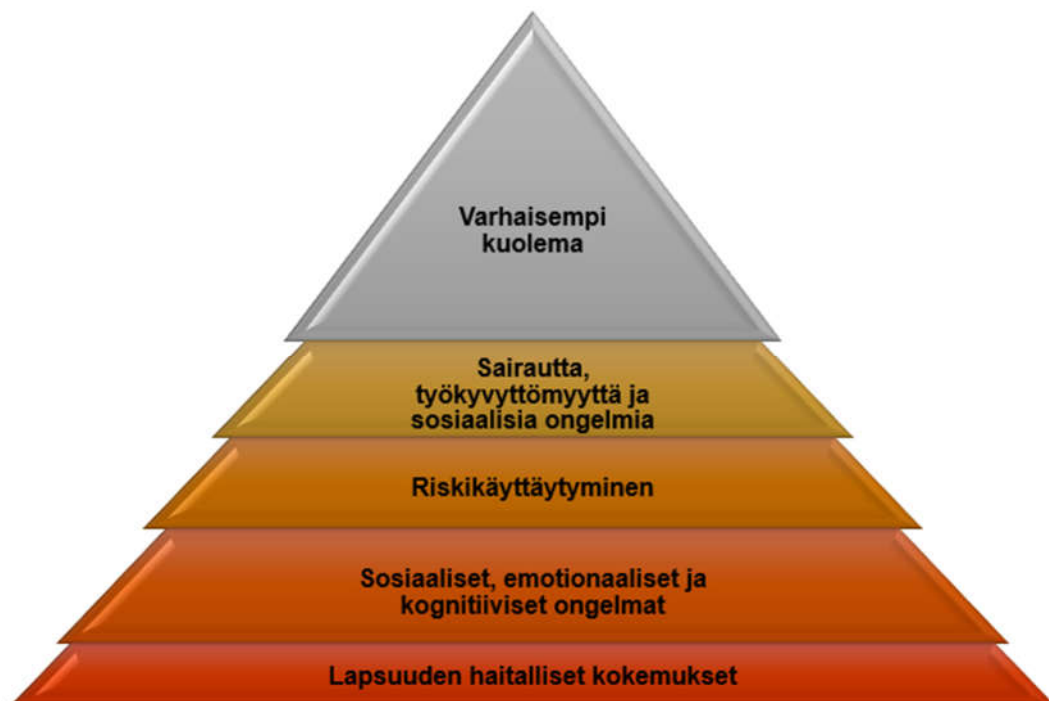 Varhaisempi
kuolema
Sairautta,
työkyvyttömyyttä ja
sosiaalisia ongelmia
Riskikäyttäytyminen
Sosiaaliset, emotionaaliset ja
kognitiiviset ongelmat
Lapsuuden haitalliset kokemukset